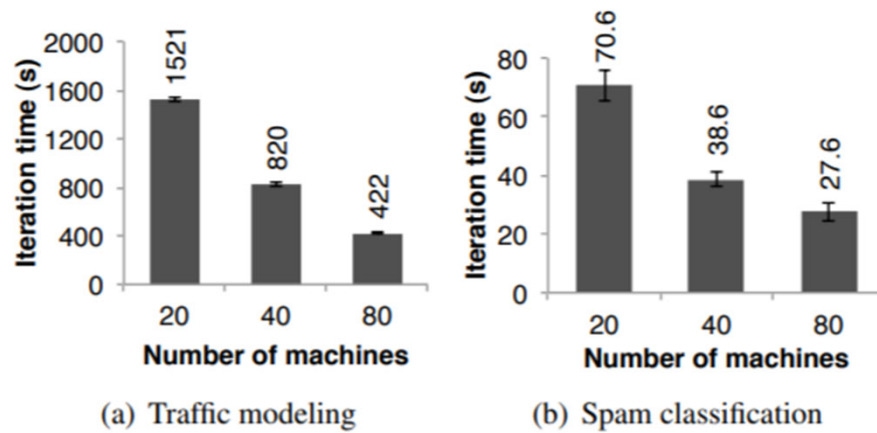 2000
1600
1200
800
400
0
Iteration time (s)
1521
820
422
20 40 80
Number of machines
(a) Traffic modeling
80
60
40
20
0
Iteration time (s)
70.6
38.6
27.6
20 40 80
Number of machines
(b) Spam classification